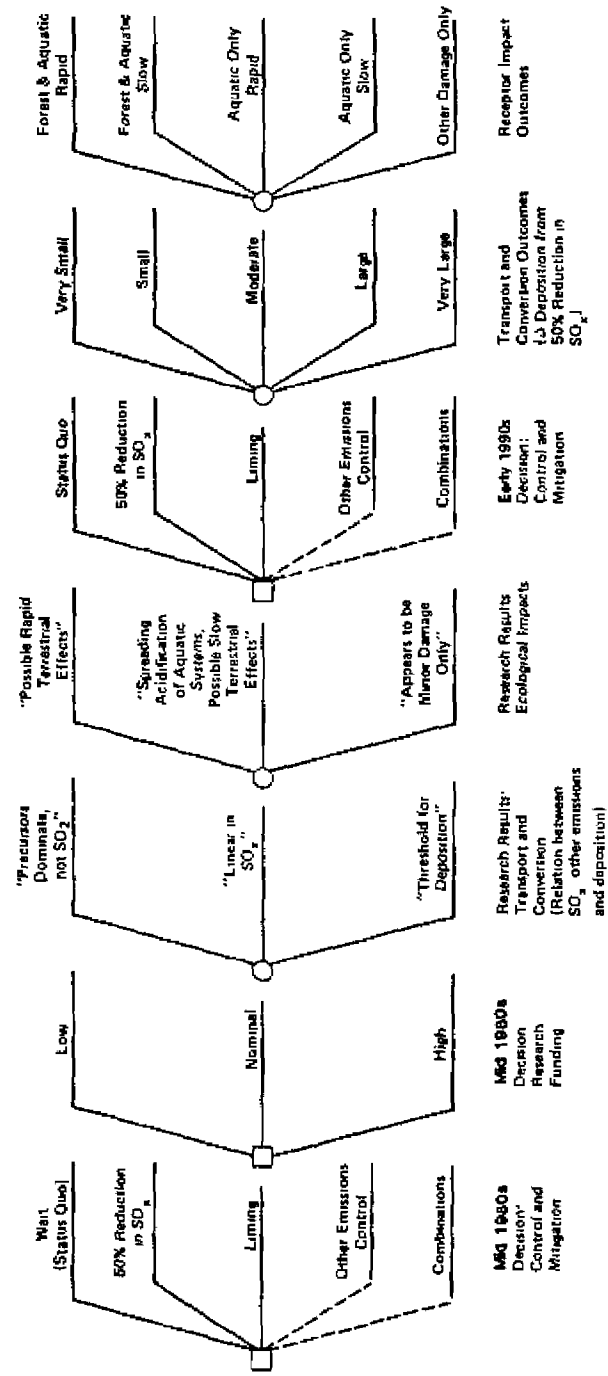 Wait
(Status Quo)
50% Reduction
in SOx
Liming
Other Emissions
Control
Combinations
Mid 1980s
Decision:
Control and
Mitigation
Low
Nominal
High
Mid 1980s
Decision
Research
Funding
"Precursors
Dominate,
not SO2"
"Linear in
SOx"
"Threshold for
Deposition"
Research Results:
Transport and
Conversion
(Relation between
SOx other emissions
and deposition)
"Possible Rapid
Terrestrial
Effects"
"Spreading
Acidification
of Aquatic
Systems,
Possible Slow
Terrestrial
Effects"
"Appears to be
Minor Damage
Only"
Research Results
Ecological Impacts
Status Quo
50% Reduction
in SOx
Liming
Other Emissions
Control
Combinations
Early 1990s
Decision:
Control and
Mitigation
Very Small
Small
Moderate
Large
Very Large
Transport and
Conversion Outcomes
(Δ Deposition from
50% Reduction in
SOx)
Forest & Aquatic
Rapid
Forest & Aquatic
Slow
Aquatic Only
Rapid
Aquatic Only
Slow
Other Damage Only
Receptor Impact
Outcomes